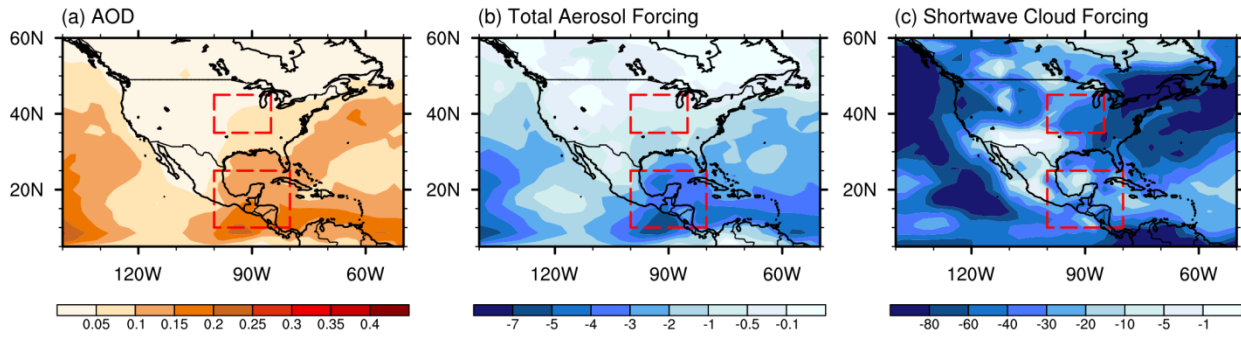 (a) AOD
60N
40N
20N
120W 90W 60W
0.05 0.1 0.15 0.2 0.25 0.3 0.35 0.4
(b) Total Aerosol Forcing
60N
40N
20N
120W 90W 60W
-7 -5 -4 -3 -2 -1 -0.5 -0.1
(c) Shortwave Cloud Forcing
60N
40N
20N
120W 90W 60W
-80 -60 -40 -30 -20 -10 -5 -1